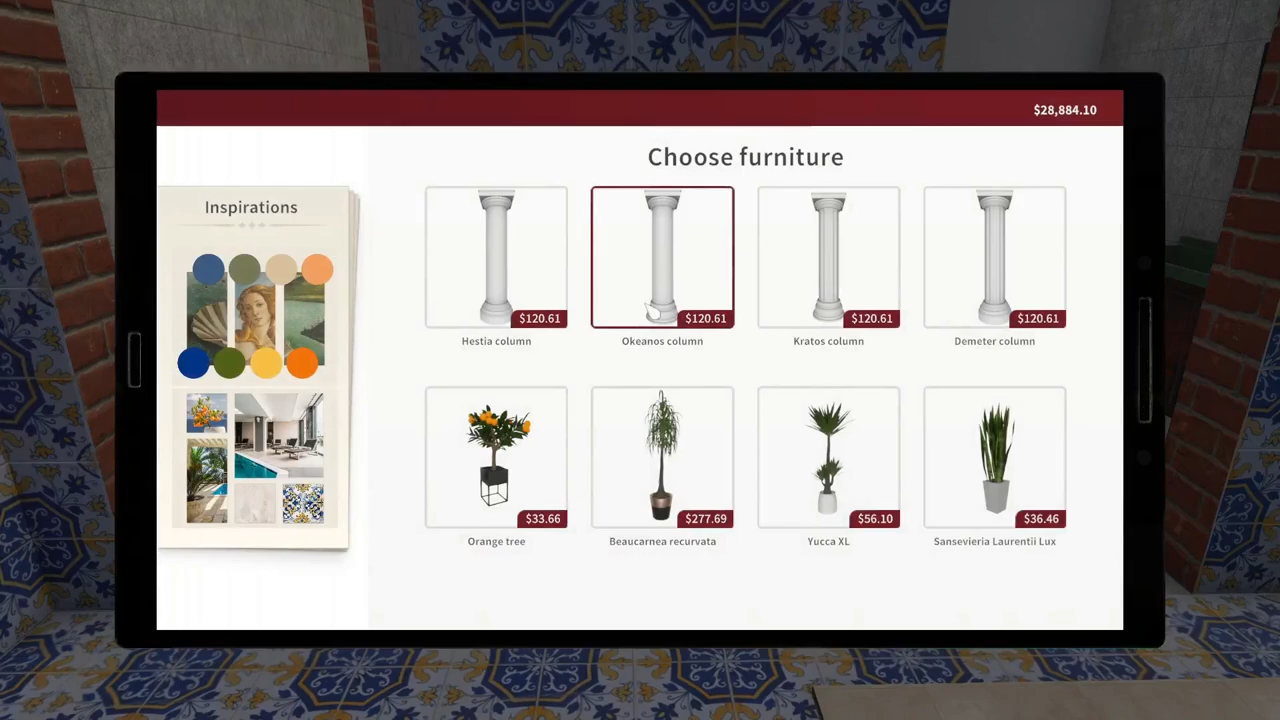 $28,884.10
Choose furniture
Inspirations
$120.61
$120.61
$120.61
$120.61
Hestia column
Okeanos column
Kratos column
Demeter column
$33.66
$277.69
$56.10
$36.46
Orange tree
Beaucarnea recurvata
Yucca XL
Sansevieria Laurentii Lux